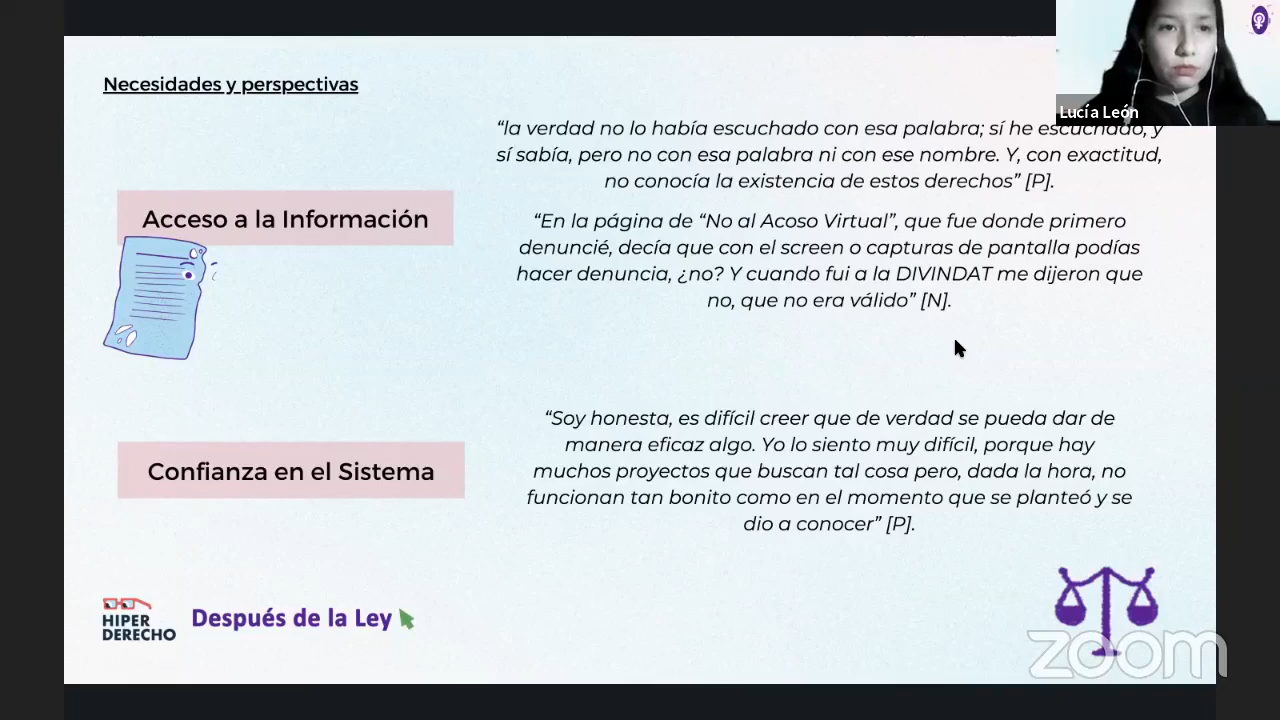 Necesidades y perspectivas
Lucía León
“la verdad no lo había escuchado con esa palabra; sí he escuchado, y
sí sabía, pero no con esa palabra ni con ese nombre. Y, con exactitud,
no conocía la existencia de estos derechos” [P].
Acceso a la Información
“En la página de “No al Acoso Virtual”, que fue donde primero
denuncié, decía que con el screen o capturas de pantalla podías
hacer denuncia, ¿no? Y cuando fui a la DIVINDAT me dijeron que
no, que no era válido” [N].
Confianza en el Sistema
“Soy honesta, es difícil creer que de verdad se pueda dar de
manera eficaz algo. Yo lo siento muy difícil, porque hay
muchos proyectos que buscan tal cosa pero, dada la hora, no
funcionan tan bonito como en el momento que se planteó y se
dio a conocer” [P].
HIPER
DERECHO
Después de la Ley
zoom